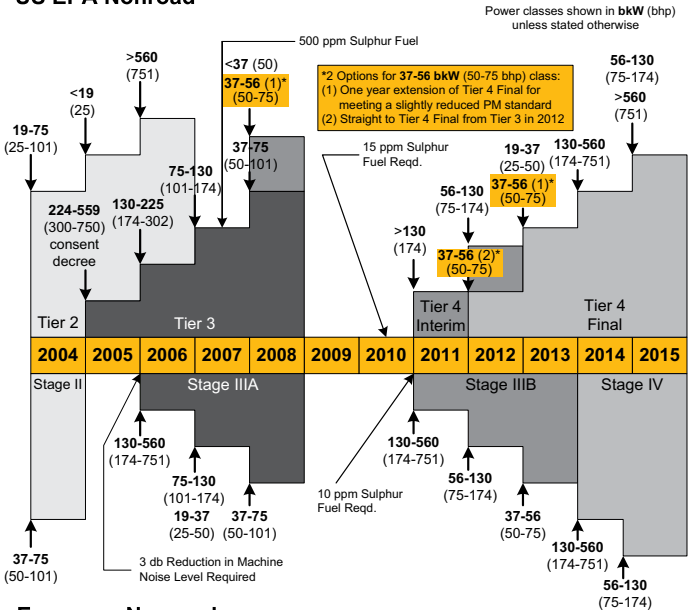 US EPA Nonroad
Power classes shown in bkW (bhp)
unless stated otherwise
500 ppm Sulphur Fuel
>560
(751)
<37 (50)
37-56 (1)*
(50-75)
*2 Options for 37-56 bkW (50-75 bhp) class:
(1) One year extension of Tier 4 Final for
meeting a slightly reduced PM standard
(2) Straight to Tier 4 Final from Tier 3 in 2012
56-130
(75-174)
>560
(751)
<19
(25)
19-75
(25-101)
37-75
(50-101)
15 ppm Sulphur
Fuel Reqd.
19-37
(25-50)
37-56 (1)*
(50-75)
130-560
(174-751)
75-130
(101-174)
224-559
(300-750)
consent
decree
130-225
(174-302)
56-130
(75-174)
>130
(174)
37-56 (2)*
(50-75)
Tier 2
Tier 3
Tier 4
Interim
Tier 4
Final
2004 2005 2006 2007 2008 2009 2010 2011 2012 2013 2014 2015
Stage II
Stage IIIA
Stage IIIB
Stage IV
130-560
(174-751)
75-130
(101-174)
19-37
(25-50)
37-75
(50-101)
130-560
(174-751)
56-130
(75-174)
10 ppm Sulphur
Fuel Reqd.
37-56
(50-75)
37-75
(50-101)
3 db Reduction in Machine
Noise Level Required
130-560
(174-751)
56-130
(75-174)